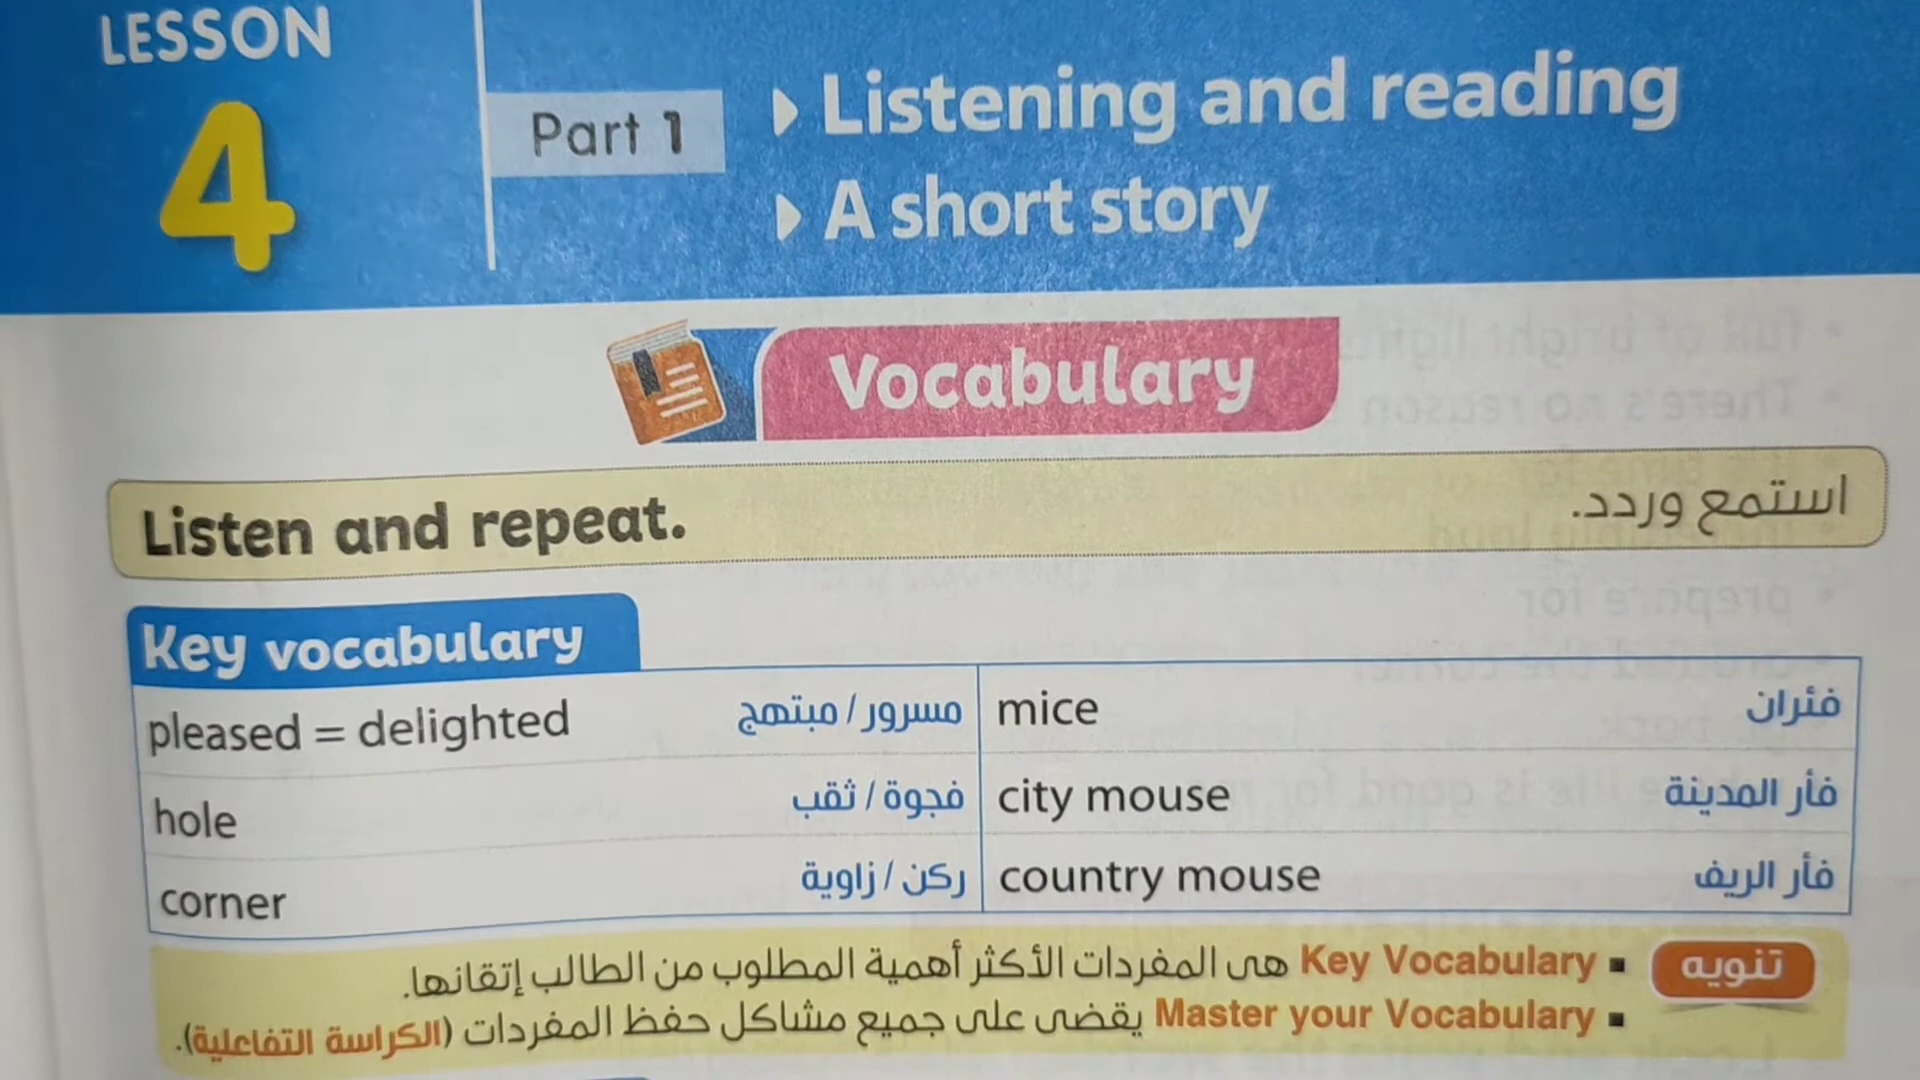 LESSON
4
Part 1
Listening and reading
A short story
Vocabulary
Listen and repeat. استمع وردد.
Key vocabulary
pleased = delighted مسرور / مبتهج
mice فئران
hole فجوة / ثقب
city mouse فأر المدينة
corner ركن / زاوية
country mouse فأر الريف
تنويه
▪ Key Vocabulary هى المفردات الأكثر أهمية المطلوب من الطالب إتقانها.
▪ Master your Vocabulary يقضى على جميع مشاكل حفظ المفردات (الكراسة التفاعلية).